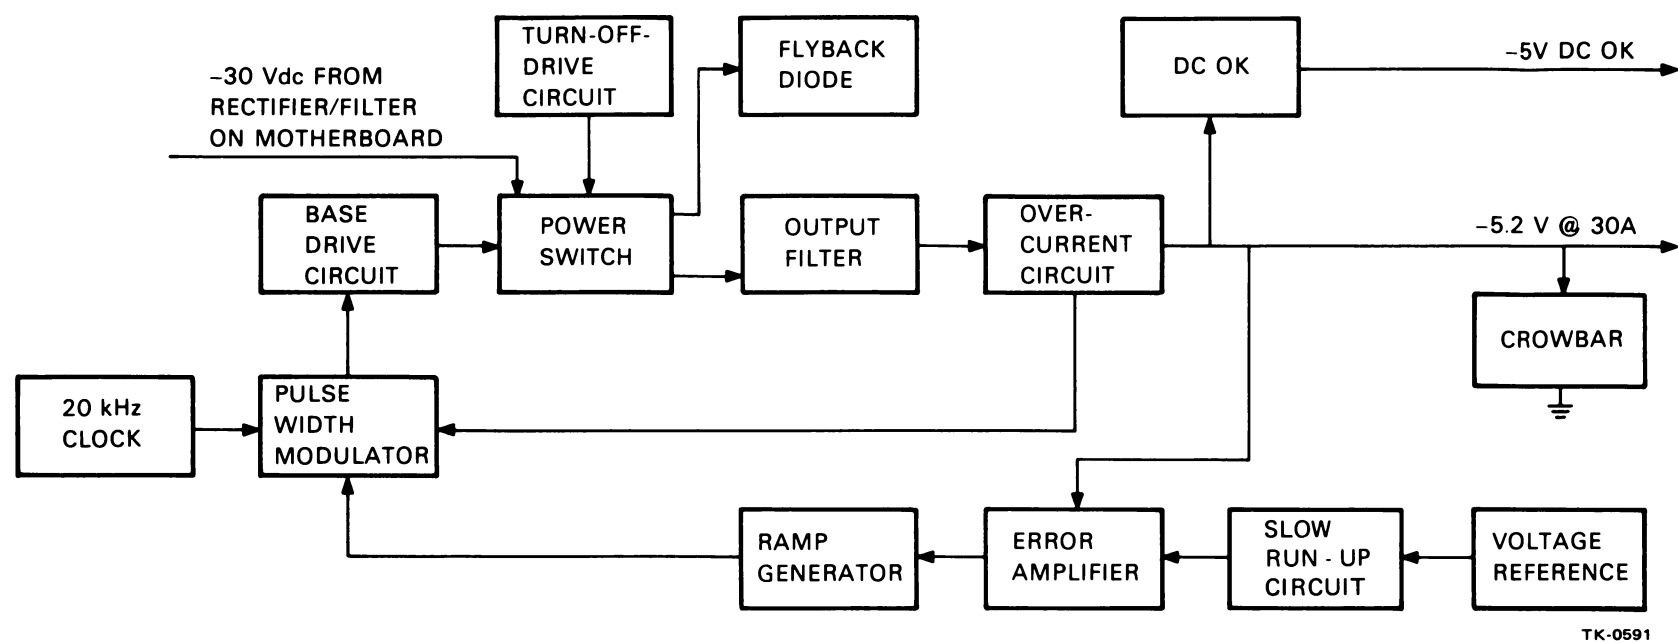 TURN-OFF-
DRIVE
CIRCUIT
FLYBACK
DIODE
DC OK
-5V DC OK
-30 Vdc FROM
RECTIFIER/FILTER
ON MOTHERBOARD
BASE
DRIVE
CIRCUIT
POWER
SWITCH
OUTPUT
FILTER
OVER-
CURRENT
CIRCUIT
-5.2 V @ 30A
CROWBAR
20 kHz
CLOCK
PULSE
WIDTH
MODULATOR
RAMP
GENERATOR
ERROR
AMPLIFIER
SLOW
RUN - UP
CIRCUIT
VOLTAGE
REFERENCE
TK-0591